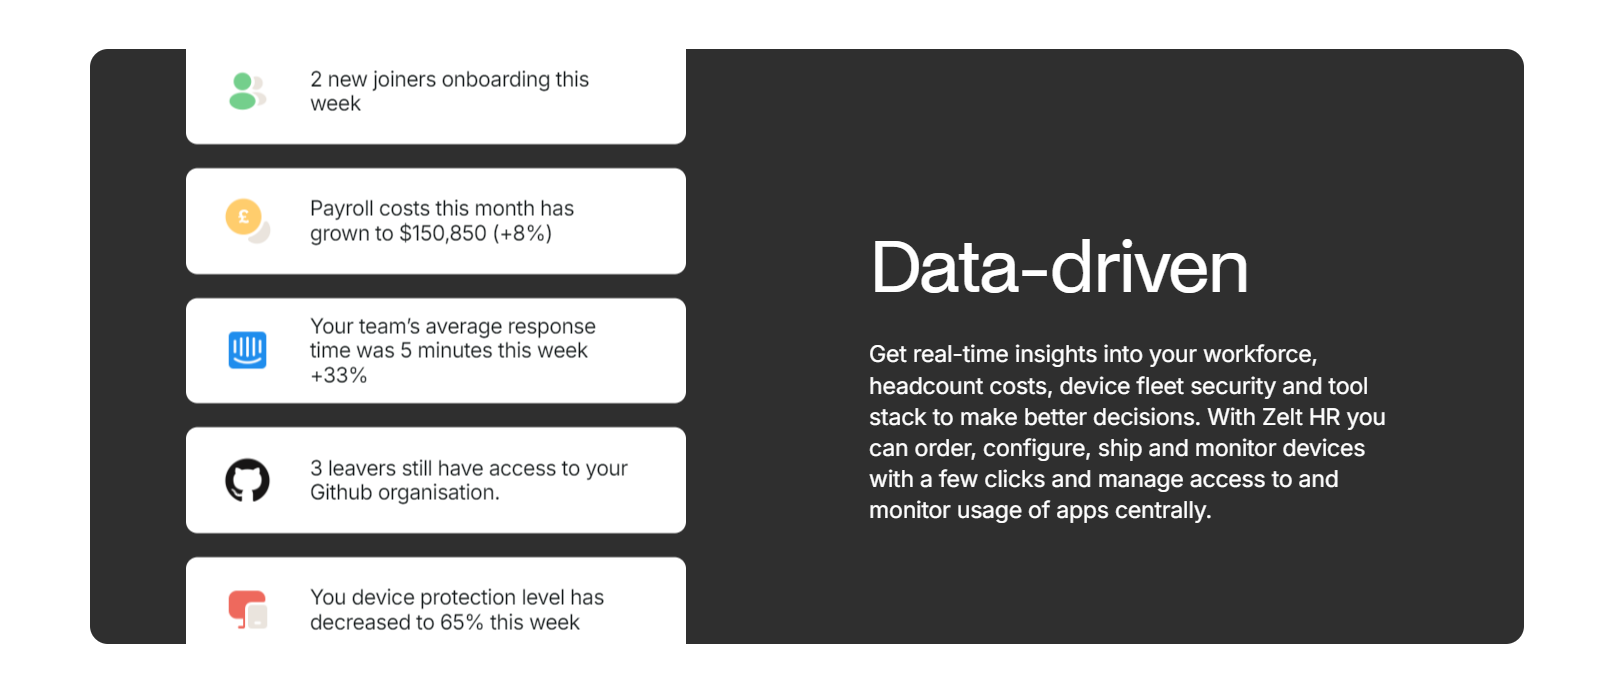 2 new joiners onboarding this
week
£
Payroll costs this month has
grown to $150,850 (+8%)
Your team’s average response
time was 5 minutes this week
+33%
3 leavers still have access to your
Github organisation.
You device protection level has
decreased to 65% this week
Data-driven
Get real-time insights into your workforce,
headcount costs, device fleet security and tool
stack to make better decisions. With Zelt HR you
can order, configure, ship and monitor devices
with a few clicks and manage access to and
monitor usage of apps centrally.